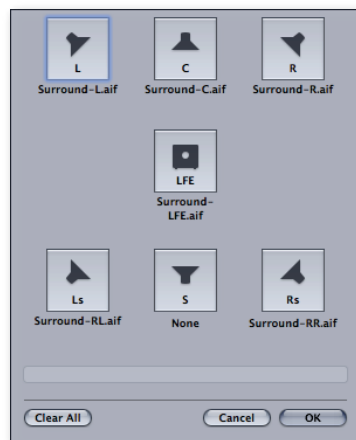 L C R
Surround-L.aif Surround-C.aif Surround-R.aif
LFE
Surround-
LFE.aif
Ls S Rs
Surround-RL.aif None Surround-RR.aif
Clear All Cancel OK